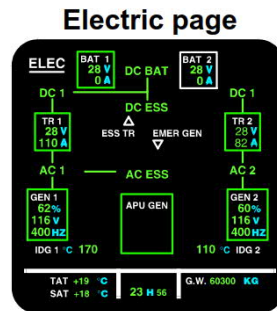 Electric page
ELEC
BAT 1
28 V
0 A
DC BAT
BAT 2
28 V
0 A
DC 1
DC ESS
DC 2
TR 1
28 V
110 A
ESS TR
EMER GEN
TR 2
28 V
82 A
AC 1
AC ESS
AC 2
GEN 1
62%
116 V
400 HZ
APU GEN
GEN 2
60%
116 V
400 HZ
IDG 1 °C 170
110 °C IDG 2
TAT +19 °C
SAT +18 °C
23 H 56
G.W. 60300 KG